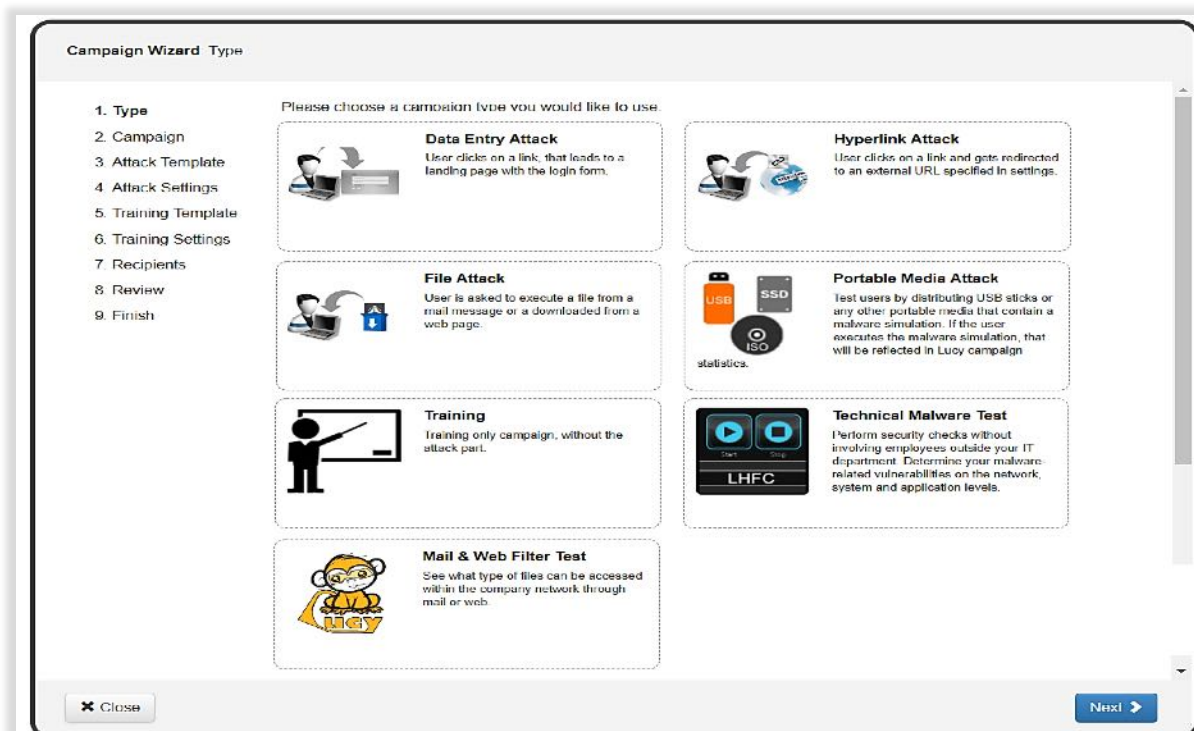 Campaign Wizard Type
1. Type
2. Campaign
3. Attack Template
4. Attack Settings
5. Training Template
6. Training Settings
7. Recipients
8. Review
9. Finish
Please choose a campaign type you would like to use.
Data Entry Attack
User clicks on a link, that leads to a
landing page with the login form.
Hyperlink Attack
User clicks on a link and gets redirected
to an external URL specified in settings.
File Attack
User is asked to execute a file from a
mail message or a downloaded from a
web page.
USB
SSD
ISO
Portable Media Attack
Test users by distributing USB sticks or
any other portable media that contain a
malware simulation. If the user
executes the malware simulation, that
will be reflected in Lucy campaign
statistics.
Training
Training only campaign, without the
attack part.
Start Stop
LHFC
Technical Malware Test
Perform security checks without
involving employees outside your IT
department. Determine your malware-
related vulnerabilities on the network,
system and application levels.
LUCY
Mail & Web Filter Test
See what type of files can be accessed
within the company network through
mail or web.
Close
Next